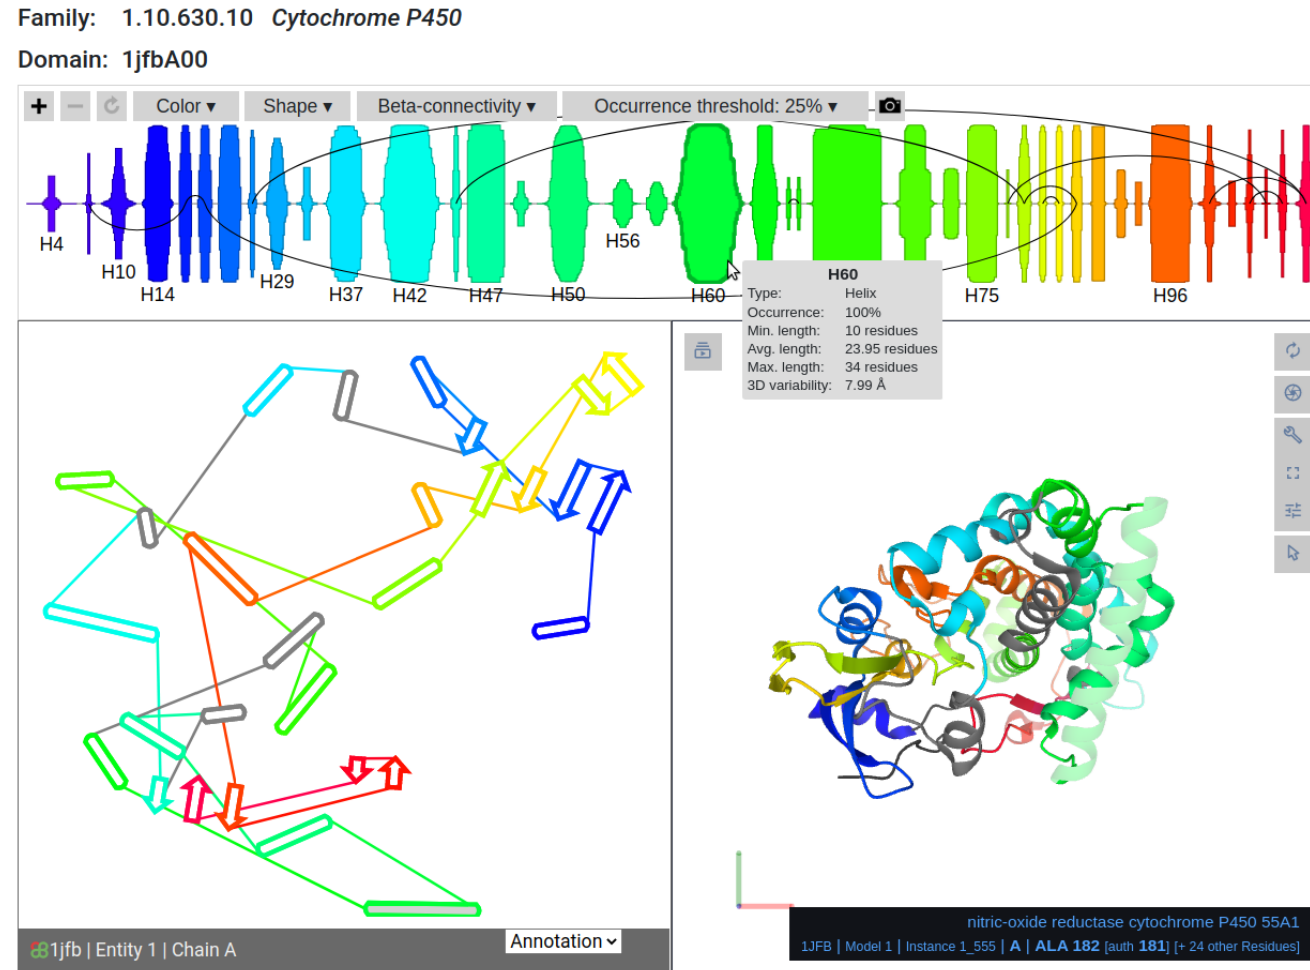 Family: 1.10.630.10 Cytochrome P450
Domain: 1jfbA00
+ − Color ▾ Shape ▾ Beta-connectivity ▾ Occurrence threshold: 25% ▾
H4
H10
H14
H29
H37
H42
H47
H50
H56
H60
H75
H96
H60
Type: Helix
Occurrence: 100%
Min. length: 10 residues
Avg. length: 23.95 residues
Max. length: 34 residues
3D variability: 7.99 Å
1jfb | Entity 1 | Chain A
Annotation
nitric-oxide reductase cytochrome P450 55A1
1JFB | Model 1 | Instance 1_555 | A | ALA 182 [auth 181] [+ 24 other Residues]